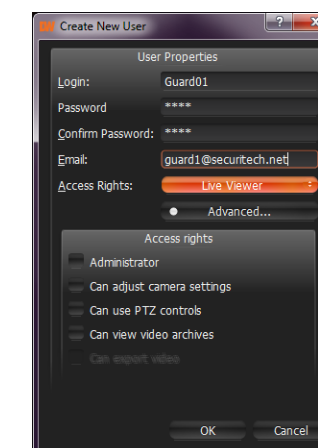 Create New User
?
User Properties
Login: Guard01
Password ****
Confirm Password: ****
Email: guard1@securitech.net
Access Rights: Live Viewer
Advanced...
Access rights
Administrator
Can adjust camera settings
Can use PTZ controls
Can view video archives
Can export video
OK Cancel